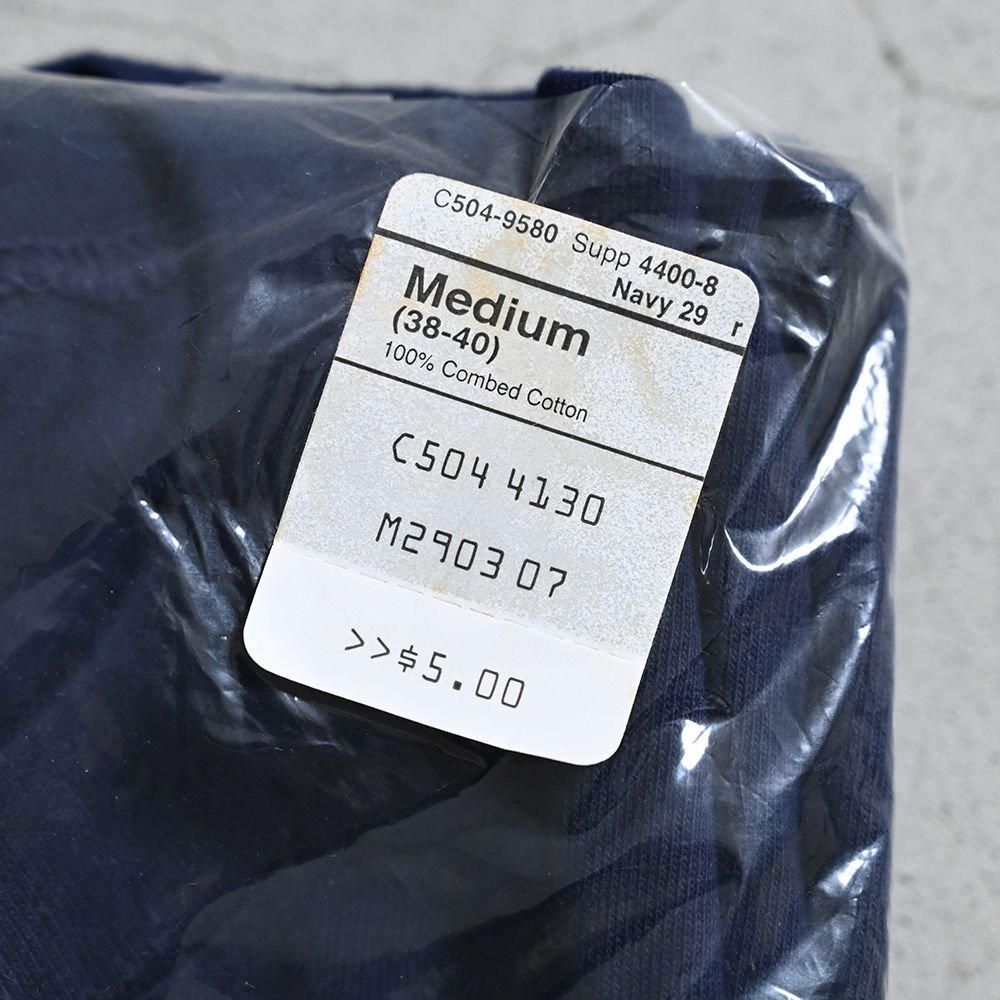 C504-9580 Supp 4400-8
Navy 29 r
Medium
(38-40)
100% Combed Cotton
C504 4130
M2903 07
>>$5.00